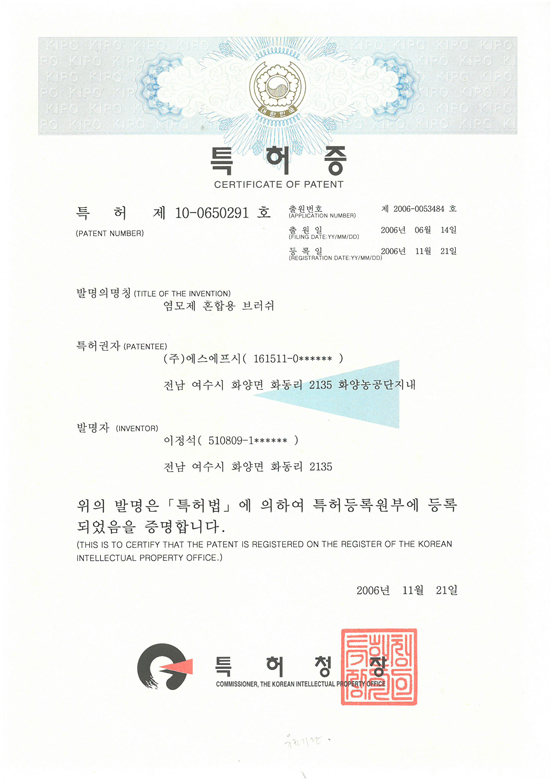 KIPO KIPO KIPO KIPO KIPO KIPO KIPO
대한민국
특허증
CERTIFICATE OF PATENT
특 허 제 10-0650291 호
(PATENT NUMBER)
출원번호 제 2006-0053484 호
(APPLICATION NUMBER)
출 원 일 2006년 06월 14일
(FILING DATE:YY/MM/DD)
등 록 일 2006년 11월 21일
(REGISTRATION DATE:YY/MM/DD)
발명의명칭 (TITLE OF THE INVENTION)
염모제 혼합용 브러쉬
특허권자 (PATENTEE)
(주)에스에프시( 161511-0****** )
전남 여수시 화양면 화동리 2135 화양농공단지내
발명자 (INVENTOR)
이정석( 510809-1****** )
전남 여수시 화양면 화동리 2135
위의 발명은「특허법」에 의하여 특허등록원부에 등록
되었음을 증명합니다.
(THIS IS TO CERTIFY THAT THE PATENT IS REGISTERED ON THE REGISTER OF THE KOREAN
INTELLECTUAL PROPERTY OFFICE.)
2006년 11월 21일
특 허 청 장
COMMISSIONER, THE KOREAN INTELLECTUAL PROPERTY OFFICE